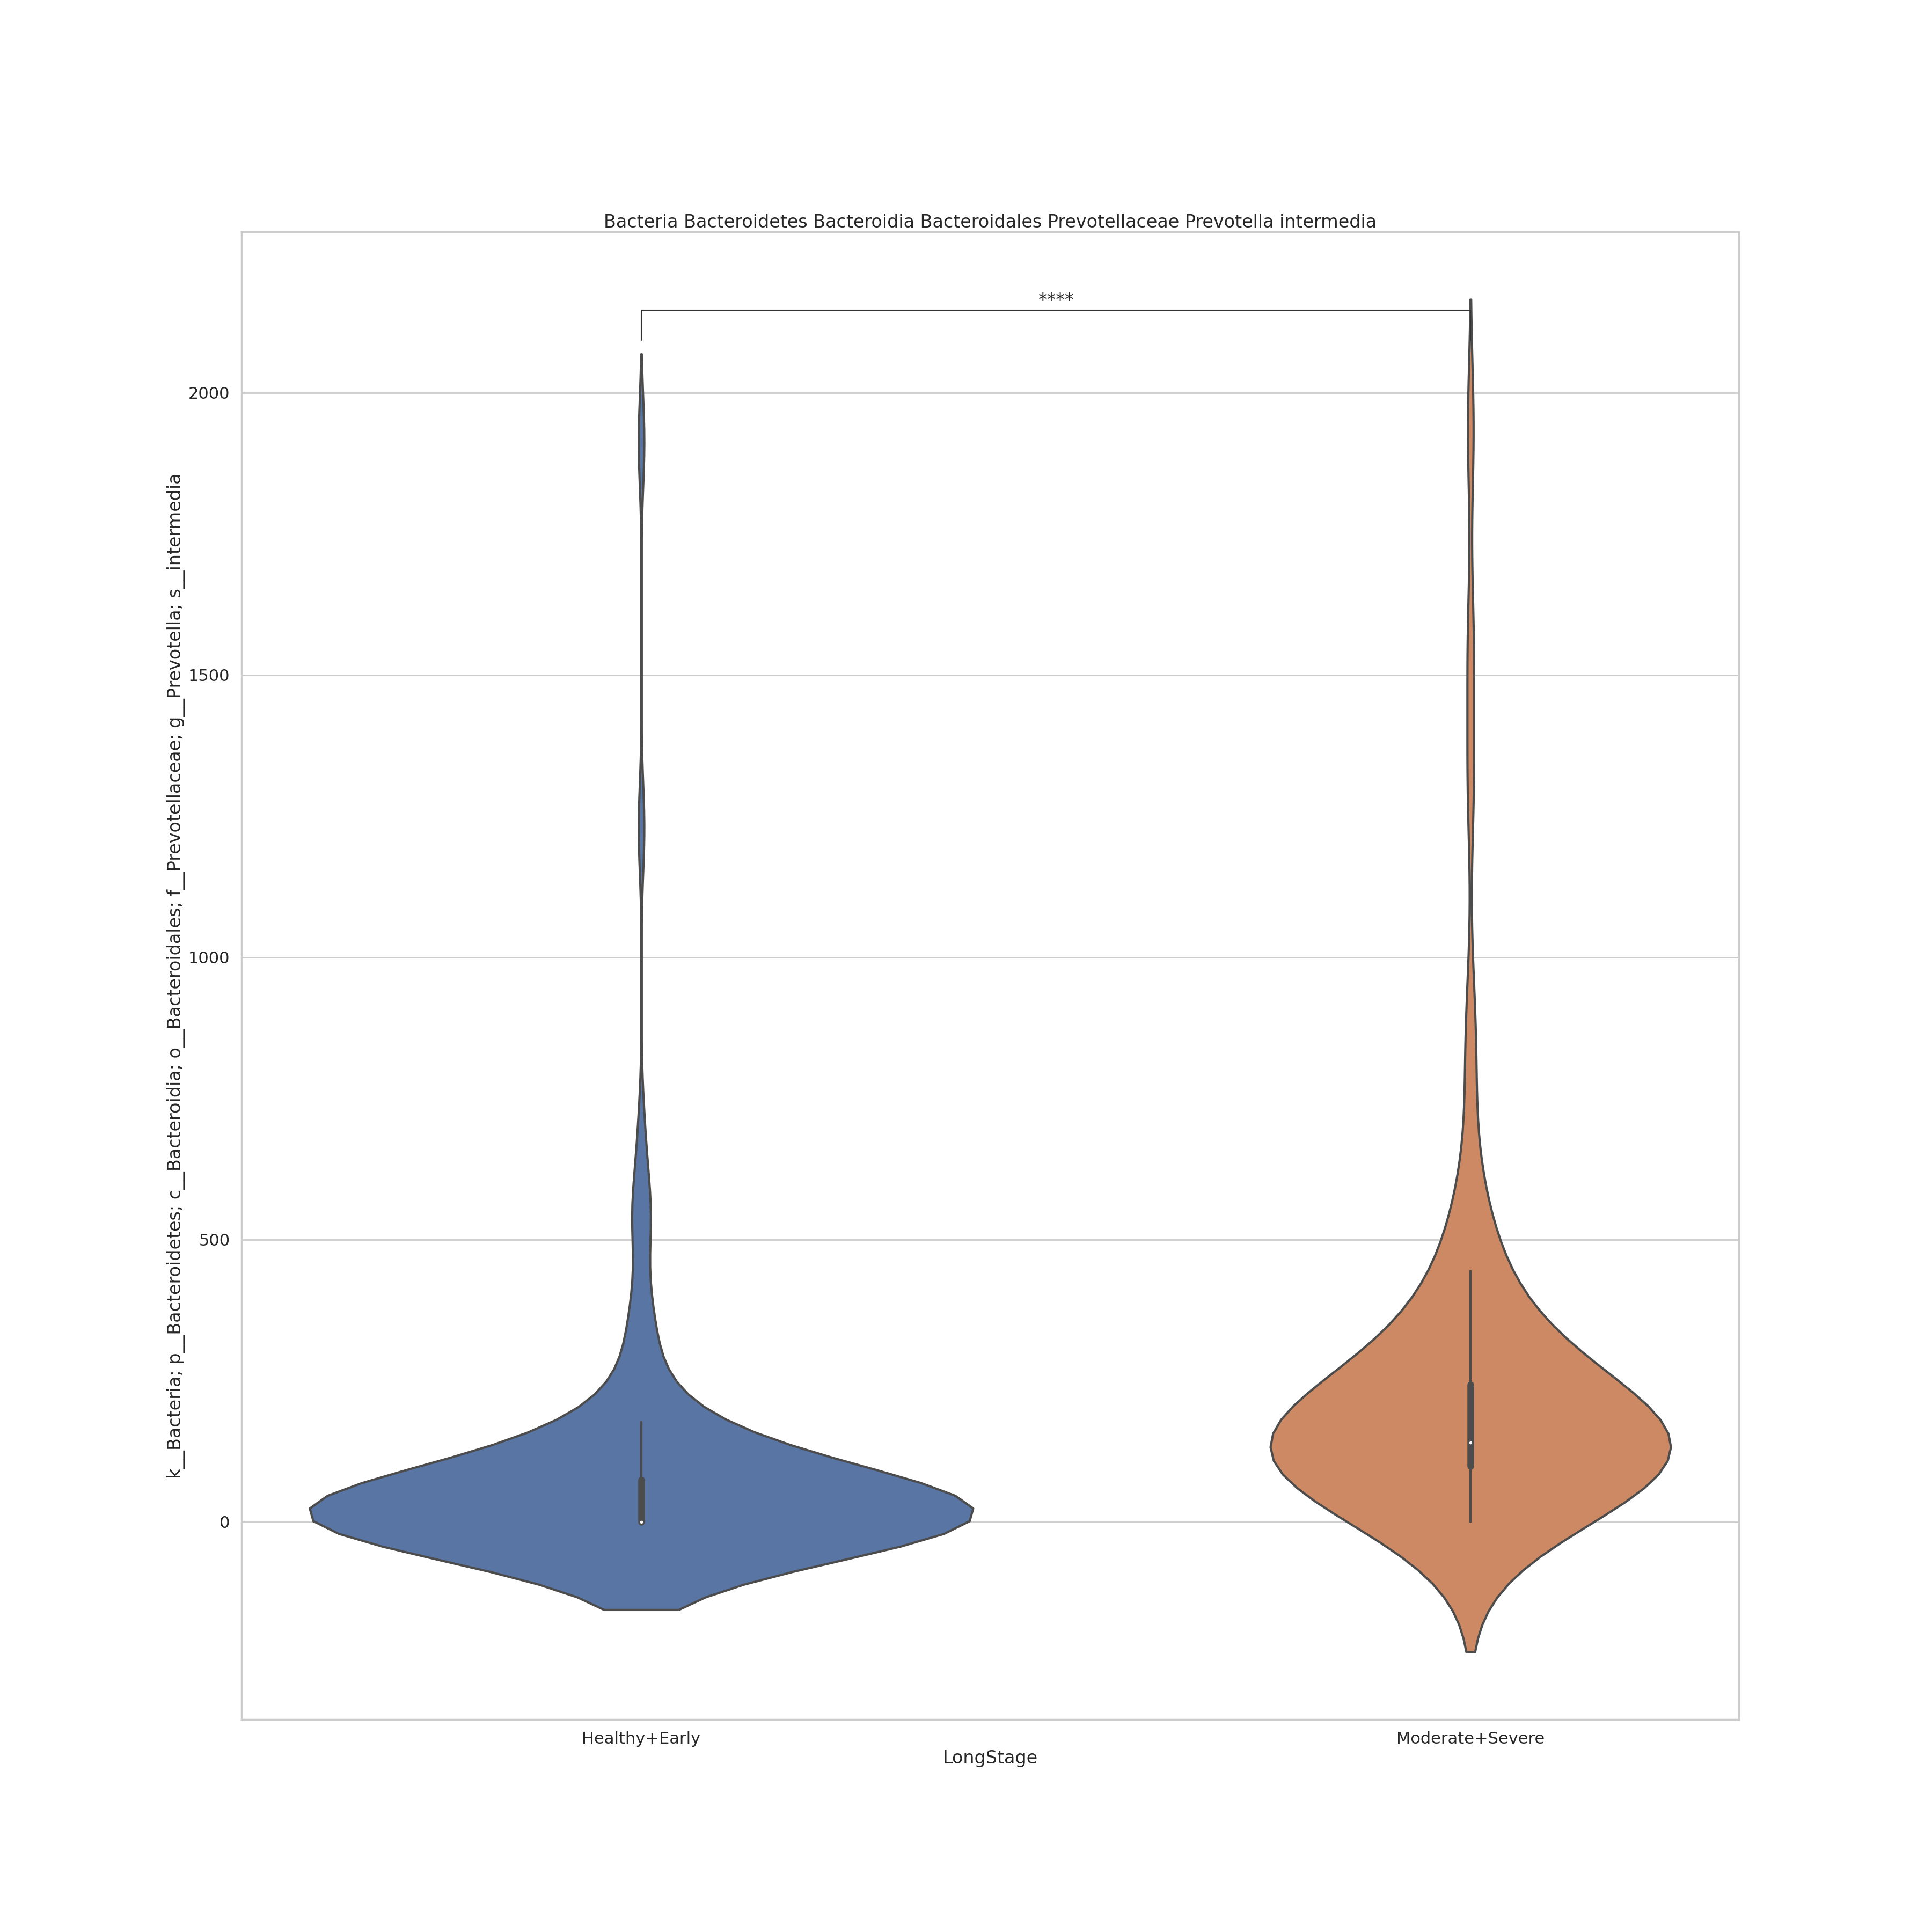 Bacteria Bacteroidetes Bacteroidia Bacteroidales Prevotellaceae Prevotella intermedia
****
k__Bacteria; p__Bacteroidetes; c__Bacteroidia; o__Bacteroidales; f__Prevotellaceae; g__Prevotella; s__intermedia
2000
1500
1000
500
0
Healthy+Early
Moderate+Severe
LongStage